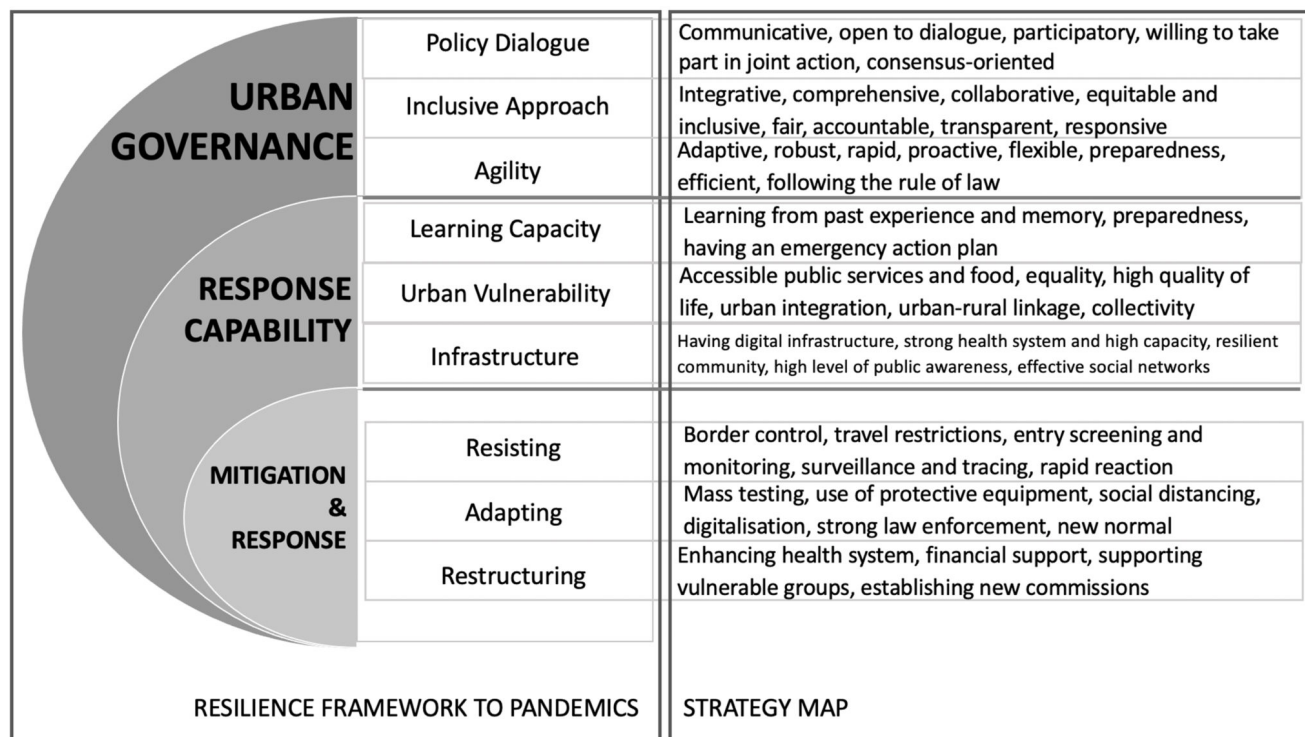 URBAN
GOVERNANCE
Policy Dialogue
Communicative, open to dialogue, participatory, willing to take
part in joint action, consensus-oriented
Inclusive Approach
Integrative, comprehensive, collaborative, equitable and
inclusive, fair, accountable, transparent, responsive
Agility
Adaptive, robust, rapid, proactive, flexible, preparedness,
efficient, following the rule of law
RESPONSE
CAPABILITY
Learning Capacity
Learning from past experience and memory, preparedness,
having an emergency action plan
Urban Vulnerability
Accessible public services and food, equality, high quality of
life, urban integration, urban-rural linkage, collectivity
Infrastructure
Having digital infrastructure, strong health system and high capacity, resilient
community, high level of public awareness, effective social networks
MITIGATION
&
RESPONSE
Resisting
Border control, travel restrictions, entry screening and
monitoring, surveillance and tracing, rapid reaction
Adapting
Mass testing, use of protective equipment, social distancing,
digitalisation, strong law enforcement, new normal
Restructuring
Enhancing health system, financial support, supporting
vulnerable groups, establishing new commissions
RESILIENCE FRAMEWORK TO PANDEMICS
STRATEGY MAP